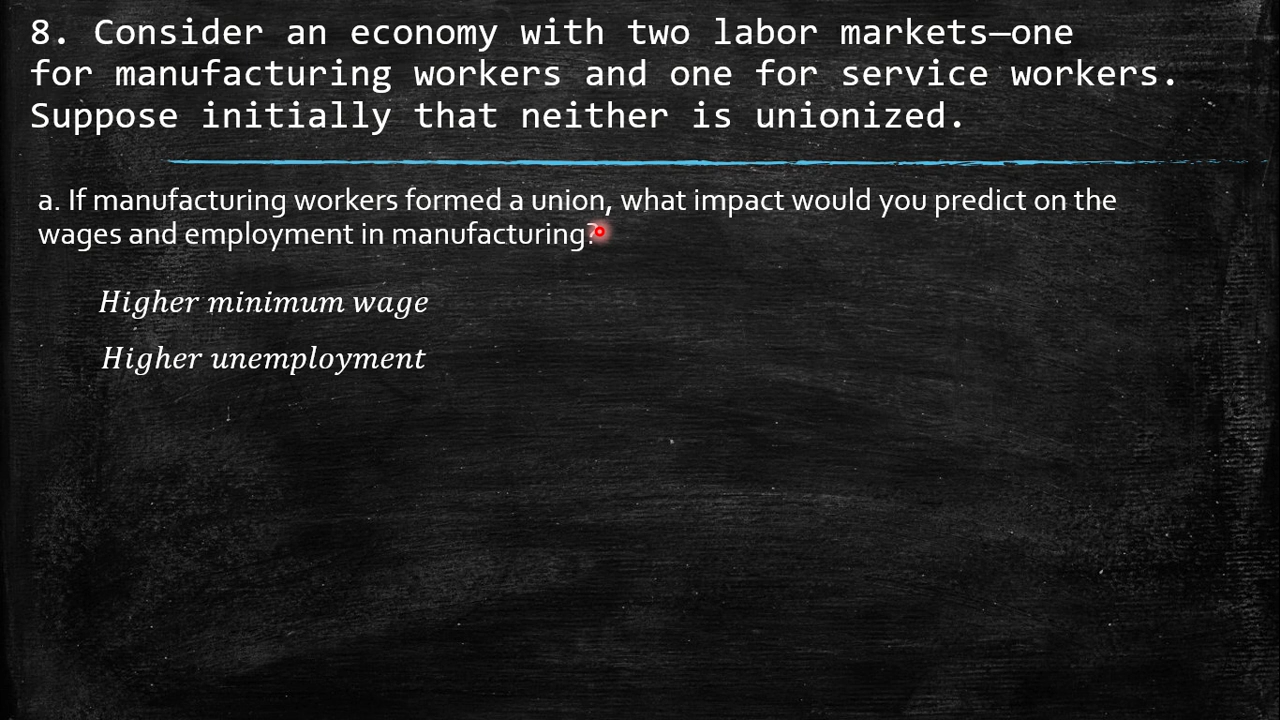 8. Consider an economy with two labor markets—one
for manufacturing workers and one for service workers.
Suppose initially that neither is unionized.
a. If manufacturing workers formed a union, what impact would you predict on the
wages and employment in manufacturing?
Higher minimum wage
Higher unemployment